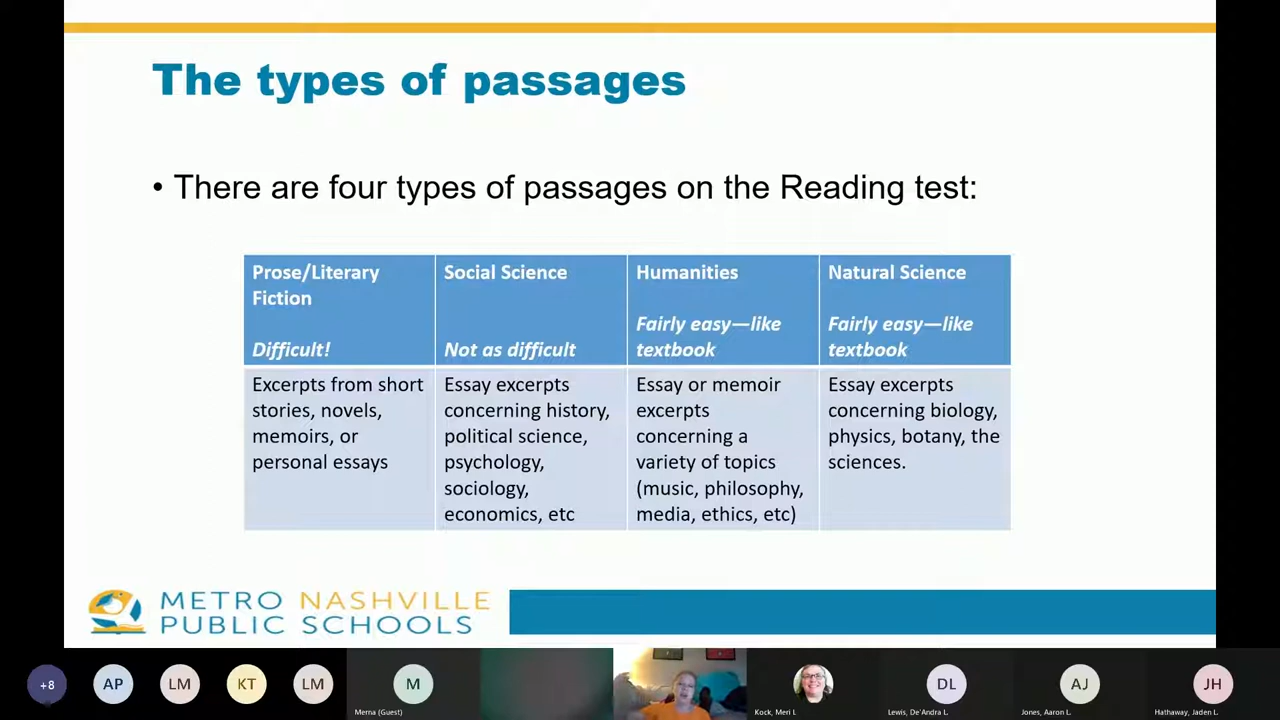 The types of passages
• There are four types of passages on the Reading test:
Prose/Literary
Fiction
Difficult!
Social Science
Not as difficult
Humanities
Fairly easy—like
textbook
Natural Science
Fairly easy—like
textbook
Excerpts from short
stories, novels,
memoirs, or
personal essays
Essay excerpts
concerning history,
political science,
psychology,
sociology,
economics, etc
Essay or memoir
excerpts
concerning a
variety of topics
(music, philosophy,
media, ethics, etc)
Essay excerpts
concerning biology,
physics, botany, the
sciences.
METRO NASHVILLE
PUBLIC SCHOOLS
+8
AP
LM
KT
LM
M
Merna (Guest)
Kock, Meri I.
DL
Lewis, De'Andra L.
AJ
Jones, Aaron L.
JH
Hathaway, Jaden L.